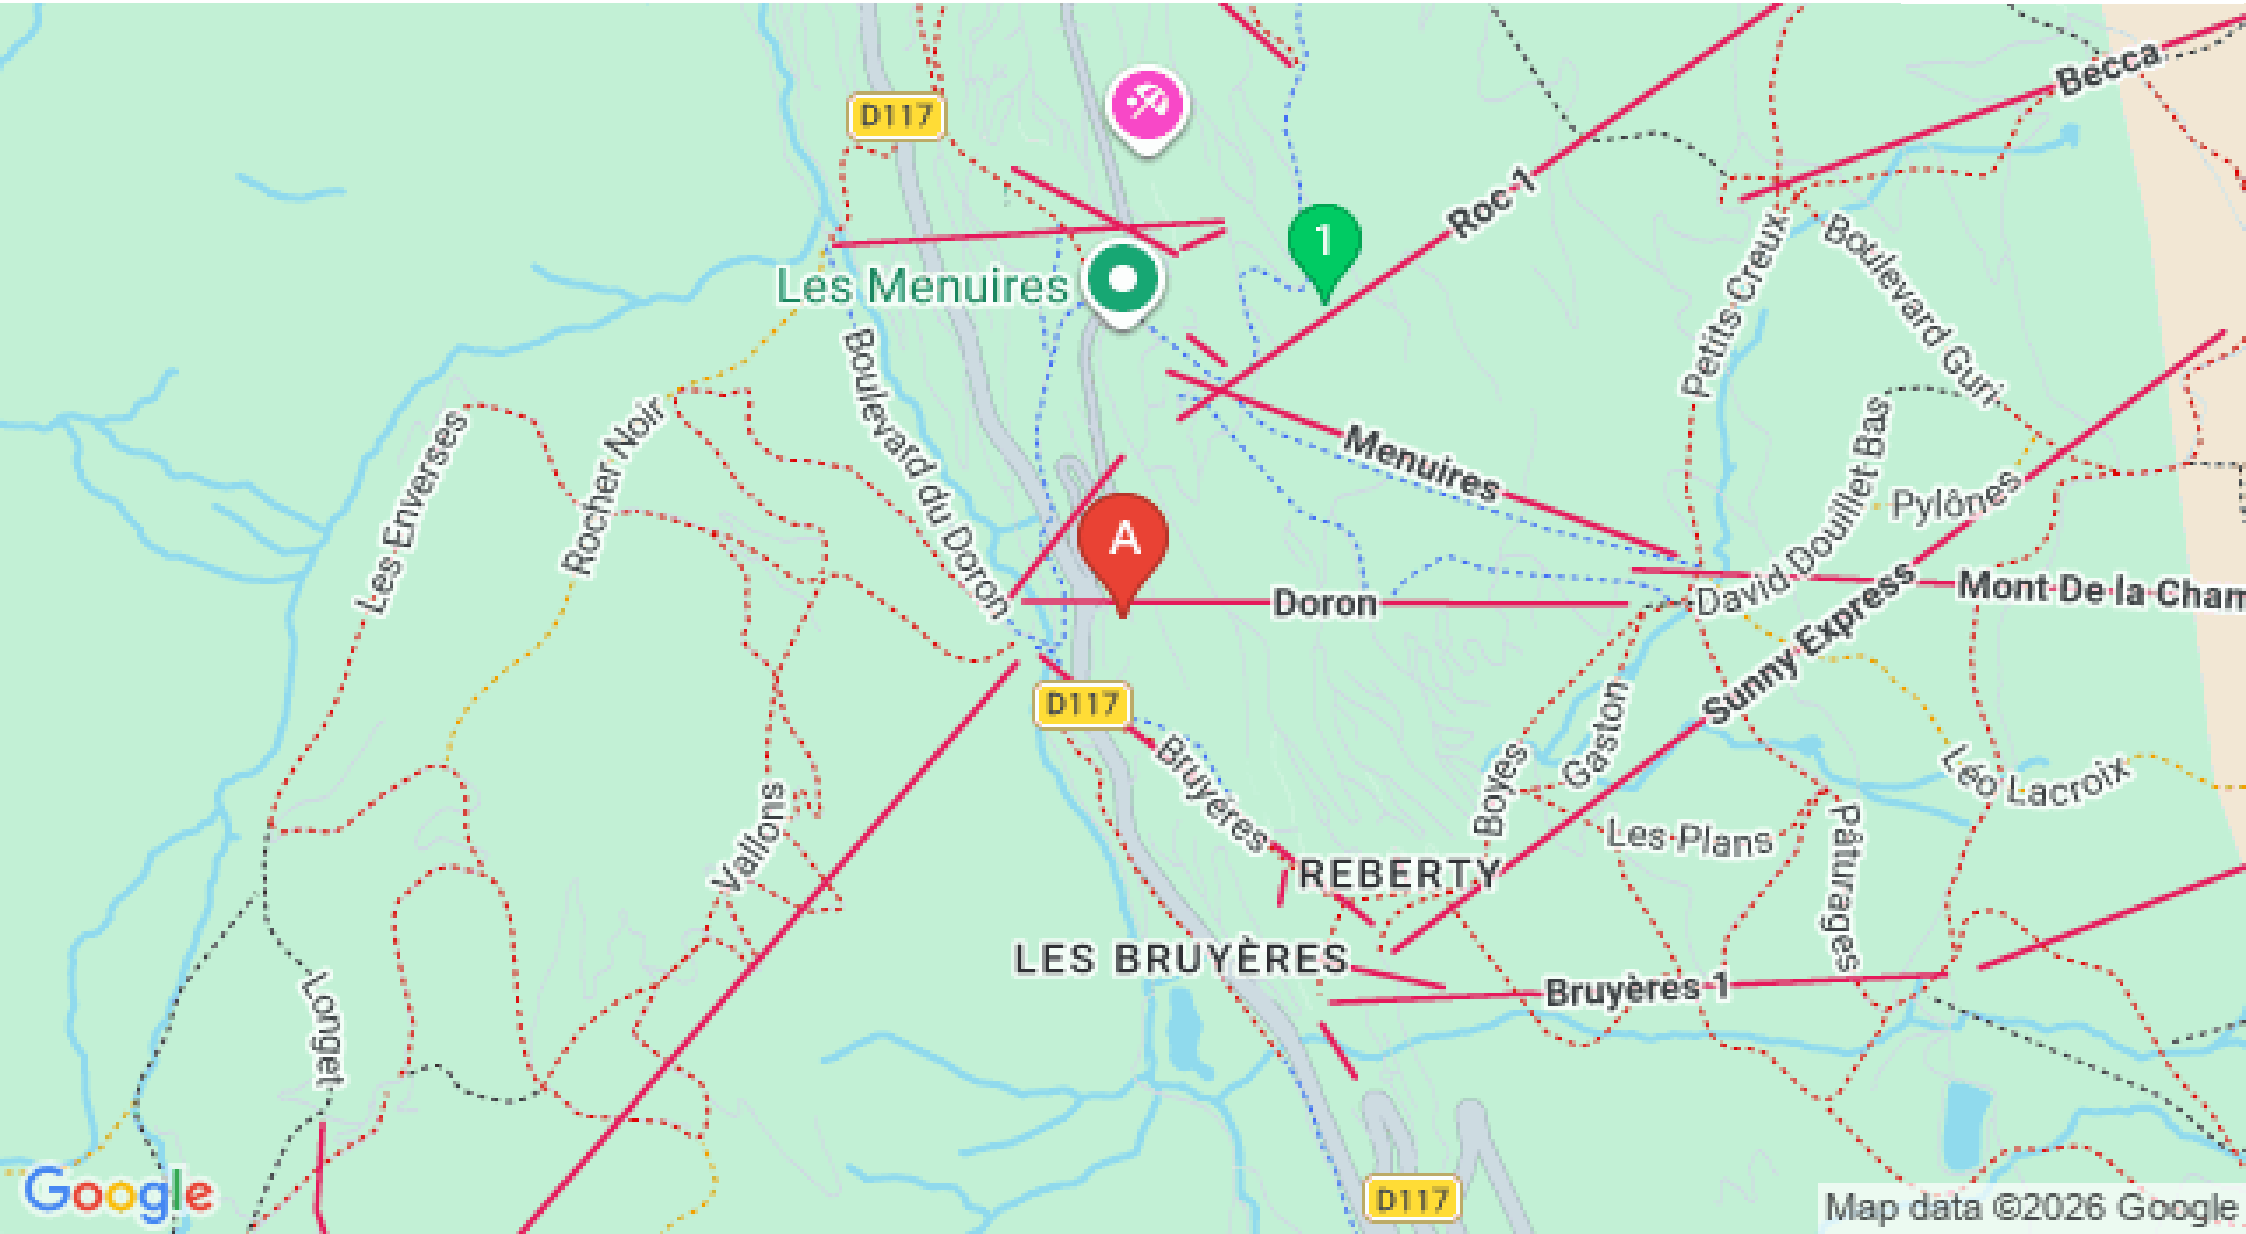 Becca
D117
Roc 1
1
Les Menuires
Petits Creux
Boulevard Guri
Boulevard du Doron
Les Enverses
Rocher Noir
Menuires
David Douillet Bas
Pylônes
A
Doron
Mont De la Cham
Sunny Express
D117
Gaston
Bruyères
Boyes
Léo Lacroix
Vallons
Les Plans
Pâturages
REBERTY
LES BRUYÈRES
Bruyères 1
Longet
Google
D117
Map data ©2026 Google